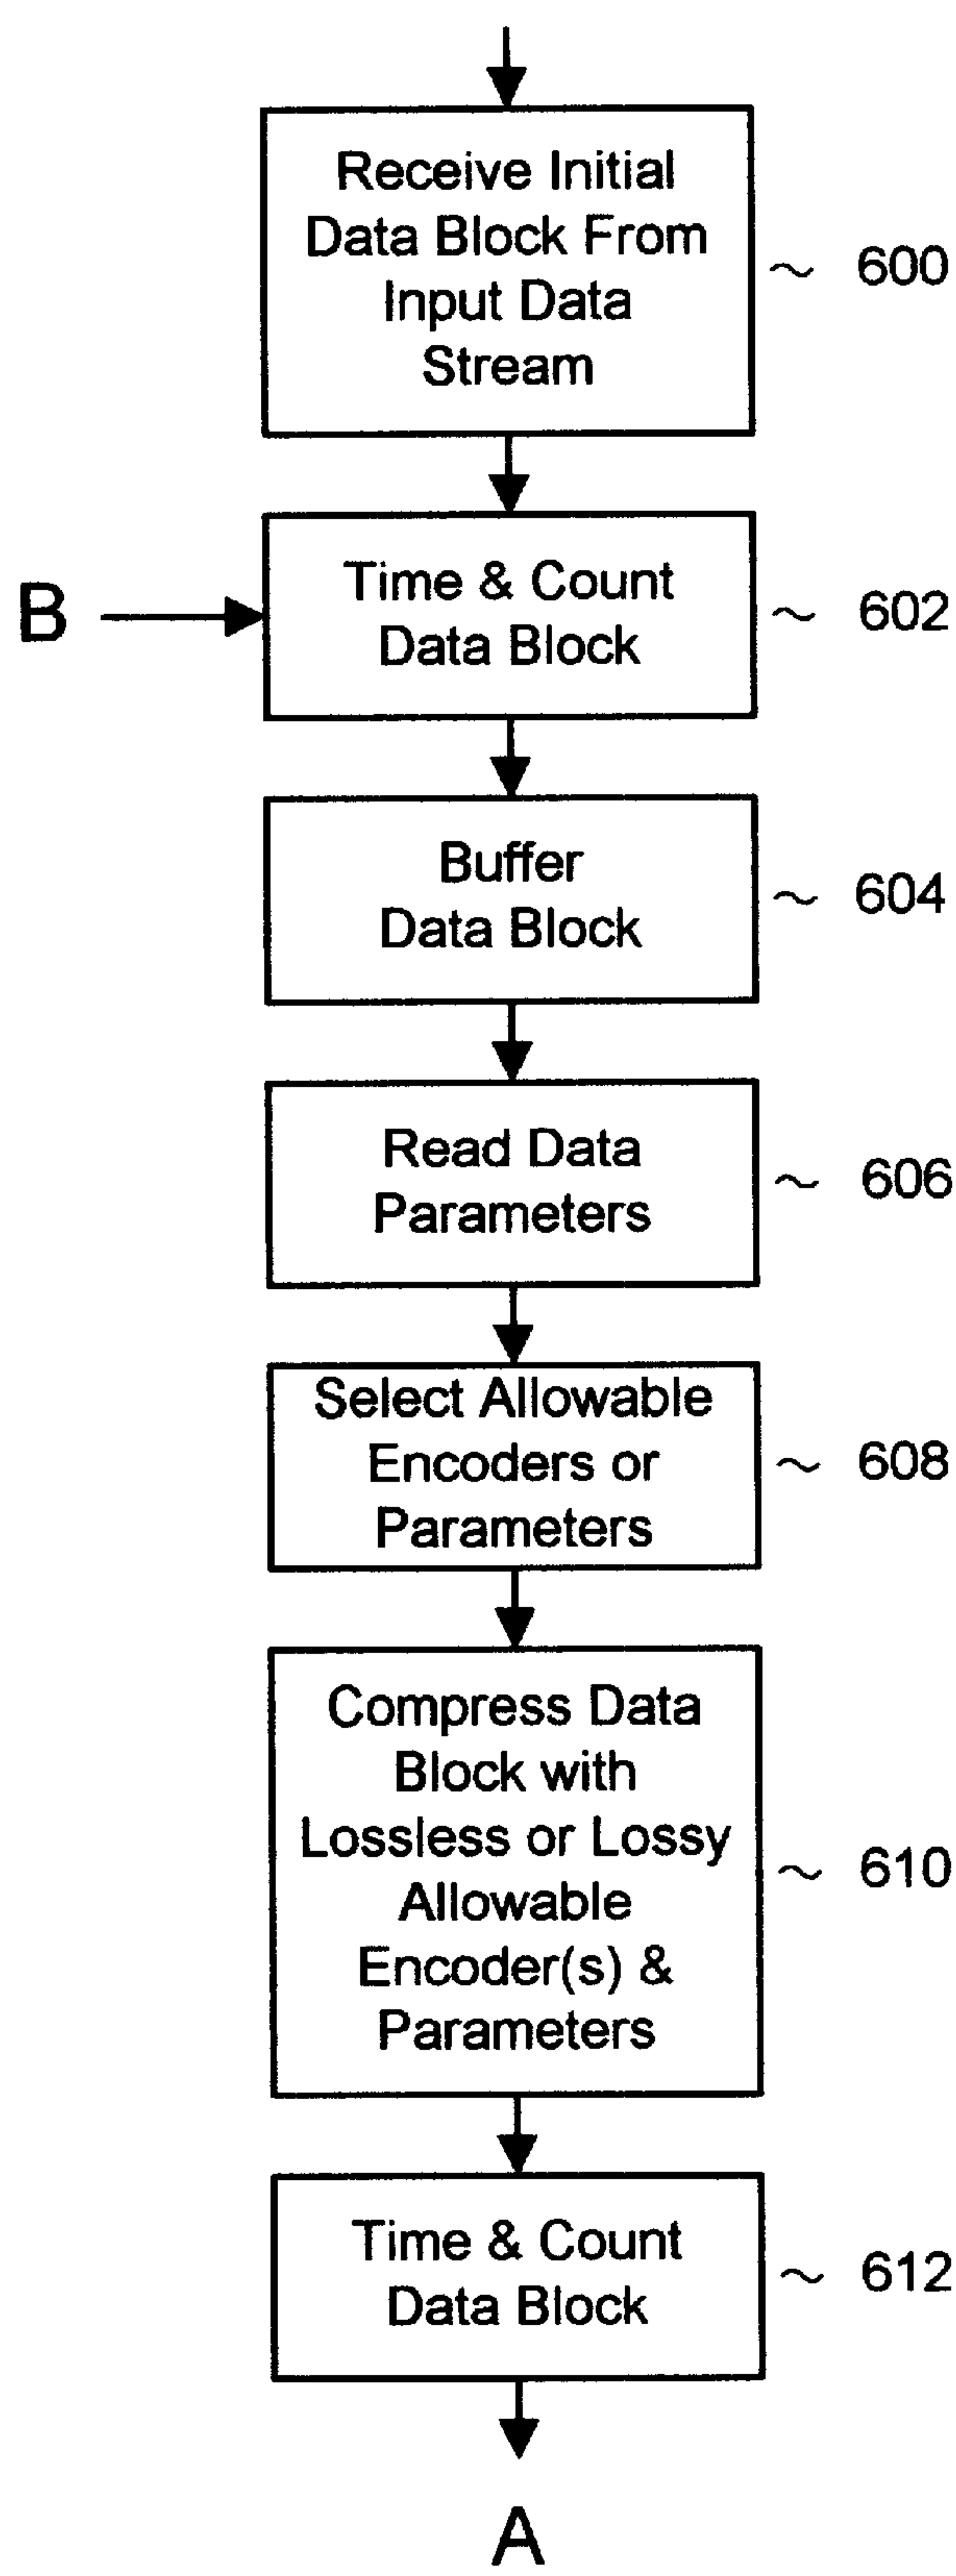 Receive Initial
Data Block From
Input Data
Stream
600
B
Time & Count
Data Block
602
Buffer
Data Block
604
Read Data
Parameters
606
Select Allowable
Encoders or
Parameters
608
Compress Data
Block with
Lossless or Lossy
Allowable
Encoder(s) &
Parameters
610
Time & Count
Data Block
612
A